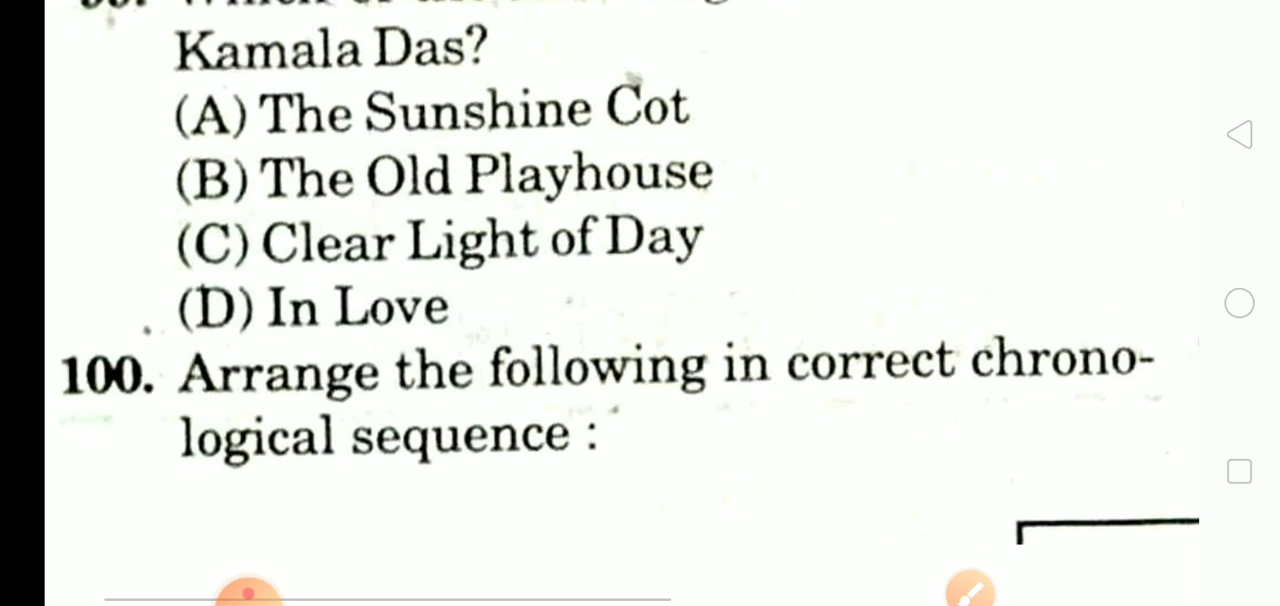 Kamala Das?
(A) The Sunshine Cot
(B) The Old Playhouse
(C) Clear Light of Day
(D) In Love
100. Arrange the following in correct chrono-
logical sequence :